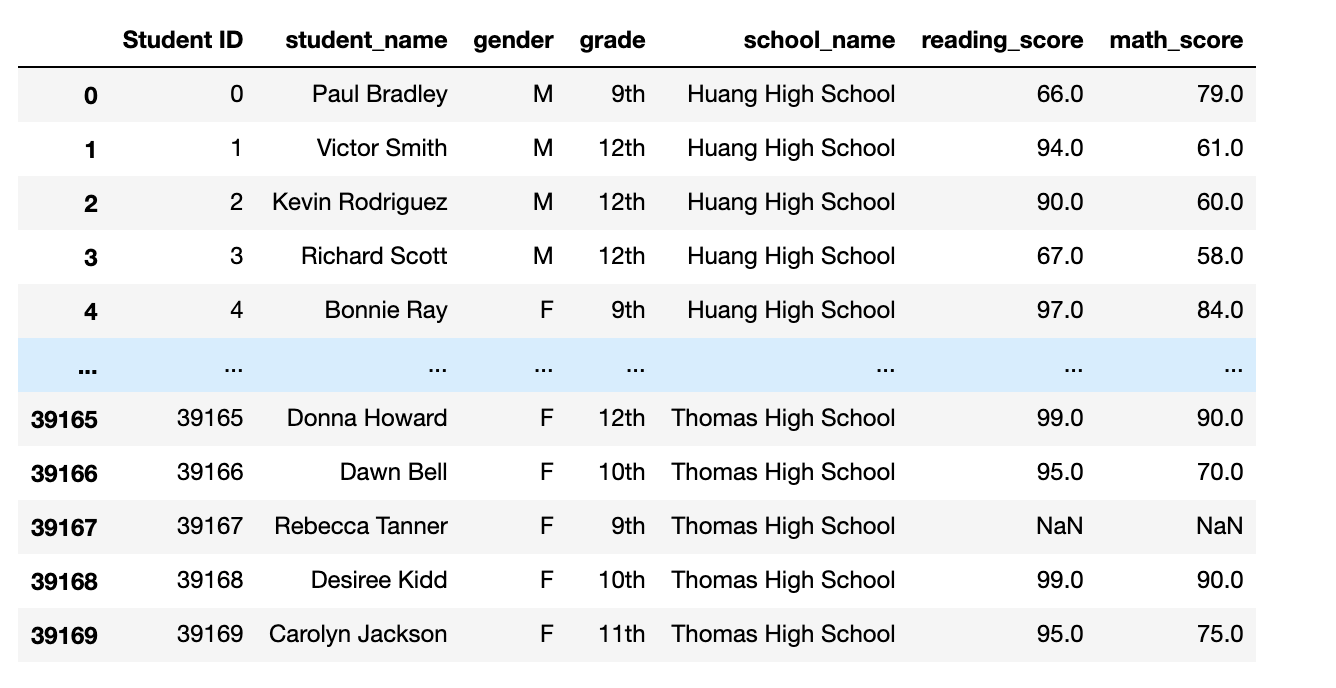 Student ID student_name gender grade school_name reading_score math_score
0 0 Paul Bradley M 9th Huang High School 66.0 79.0
1 1 Victor Smith M 12th Huang High School 94.0 61.0
2 2 Kevin Rodriguez M 12th Huang High School 90.0 60.0
3 3 Richard Scott M 12th Huang High School 67.0 58.0
4 4 Bonnie Ray F 9th Huang High School 97.0 84.0
... ... ... ... ... ... ... ...
39165 39165 Donna Howard F 12th Thomas High School 99.0 90.0
39166 39166 Dawn Bell F 10th Thomas High School 95.0 70.0
39167 39167 Rebecca Tanner F 9th Thomas High School NaN NaN
39168 39168 Desiree Kidd F 10th Thomas High School 99.0 90.0
39169 39169 Carolyn Jackson F 11th Thomas High School 95.0 75.0